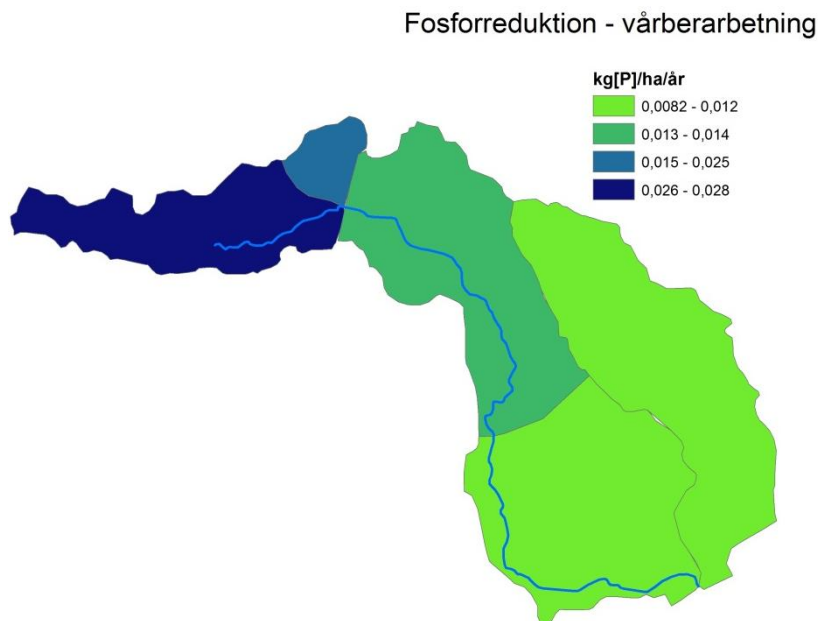 Fosforreduktion - vårberarbetning
kg[P]/ha/år
0,0082 - 0,012
0,013 - 0,014
0,015 - 0,025
0,026 - 0,028